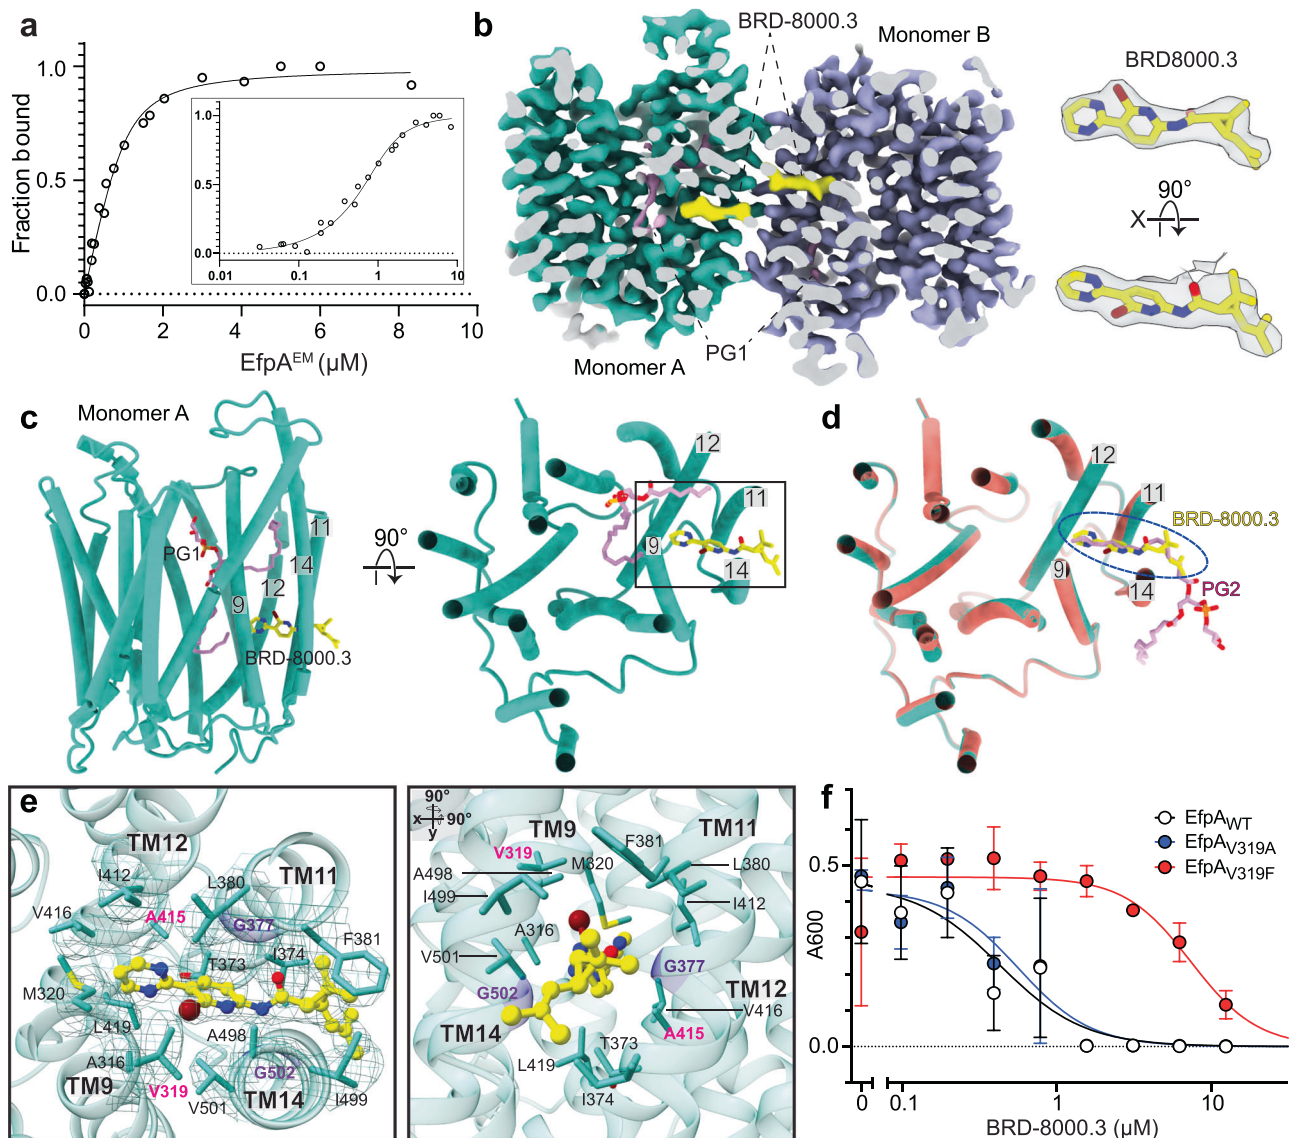 a
1.0
0.5
0.0
Fraction bound
0 2 4 6 8 10
EfpAEM (µM)
1.0
0.5
0.0
0.01 0.1 1 10
b
BRD-8000.3
Monomer B
Monomer A
PG1
BRD8000.3
90°
X
c
Monomer A
PG1
11
14
12
9
BRD-8000.3
90°
12
11
9
14
d
12
11
BRD-8000.3
9
14
PG2
e
TM12
I412
L380
TM11
V416
A415
G377
F381
T373
I374
M320
L419
A498
A316
TM9
G502
V319
V501
TM14
I499
90°
x 90°
y
TM9
F381
TM11
V319
M320
A498
L380
I499
I412
A316
V501
G377
G502
TM12
V416
TM14
A415
L419
T373
I374
f
EfpAWT
EfpAV319A
EfpAV319F
0.5
0.0
A600
0 0.1 1 10
BRD-8000.3 (µM)